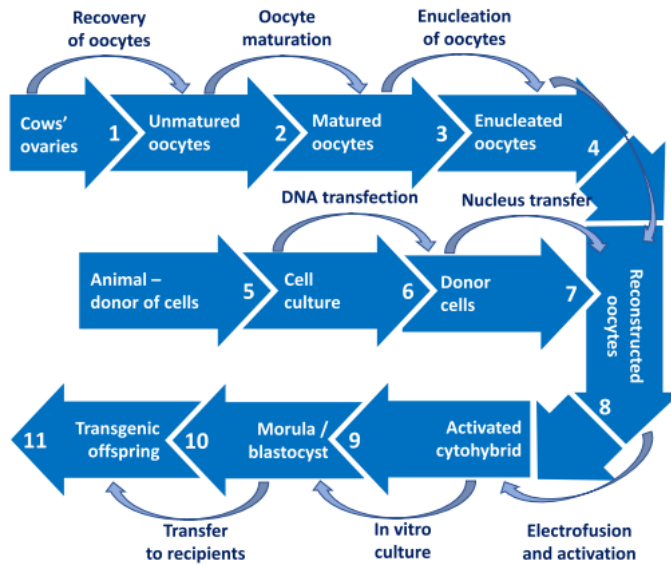 Recovery
of oocytes
Oocyte
maturation
Enucleation
of oocytes
Cows’
ovaries
1
Unmatured
oocytes
2
Matured
oocytes
3
Enucleated
oocytes
4
DNA transfection
Nucleus transfer
Animal –
donor of cells
5
Cell
culture
6
Donor
cells
7
Reconstructed
oocytes
8
11
Transgenic
offspring
10
Morula /
blastocyst
9
Activated
cytohybrid
Transfer
to recipients
In vitro
culture
Electrofusion
and activation